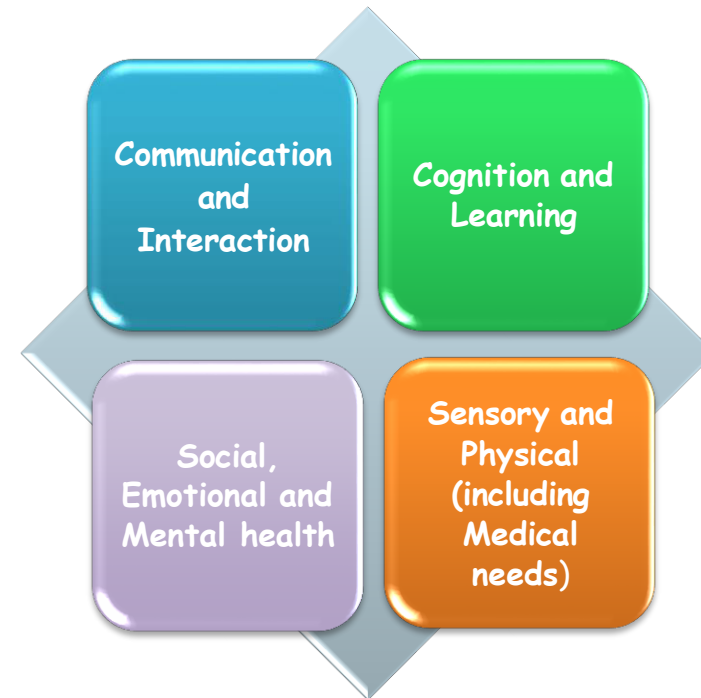 Communication
and
Interaction
Cognition and
Learning
Social,
Emotional and
Mental health
Sensory and
Physical
(including
Medical
needs)